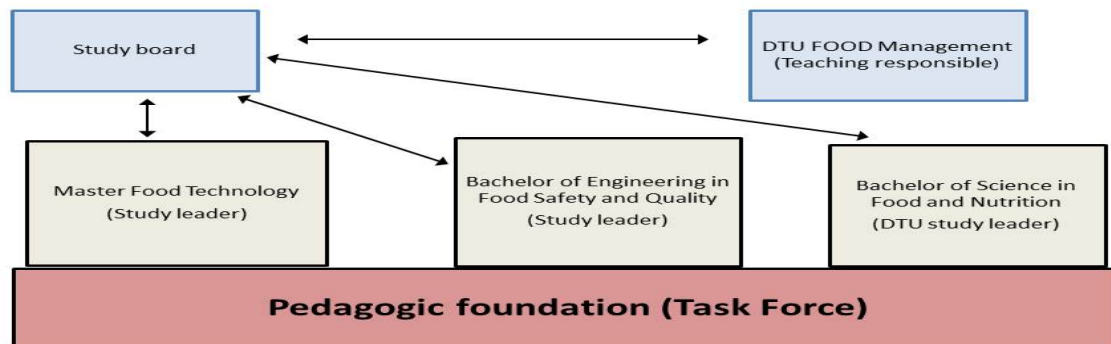 Study board
DTU FOOD Management
(Teaching responsible)
Master Food Technology
(Study leader)
Bachelor of Engineering in
Food Safety and Quality
(Study leader)
Bachelor of Science in
Food and Nutrition
(DTU study leader)
Pedagogic foundation (Task Force)